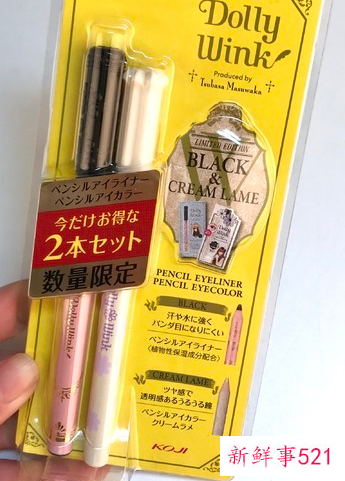 Dolly
Wink
Produced by
Tsubasa Masuwaka
LIMITED EDITION
BLACK
&
CREAM LAME
ペンシルアイライナー
ペンシルアイカラー
今だけお得な
2本セット
数量限定
PENCIL EYELINER
PENCIL EYECOLOR
BLACK
汗や水に強く
パンダ目になりにくい
ペンシルアイライナー
<植物性保湿成分配合>
CREAM LAME
ツヤ感で
透明感あるうるうる瞳
ペンシルアイカラー
クリームラメ
Dolly Wink
Dolly Wink
KOJI
新鲜事521